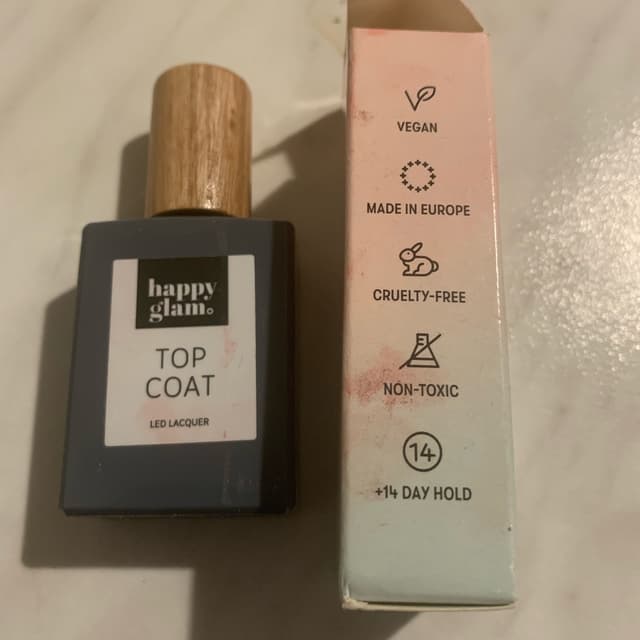 happy
glam.
TOP
COAT
LED LACQUER
VEGAN
MADE IN EUROPE
CRUELTY-FREE
NON-TOXIC
14
+14 DAY HOLD